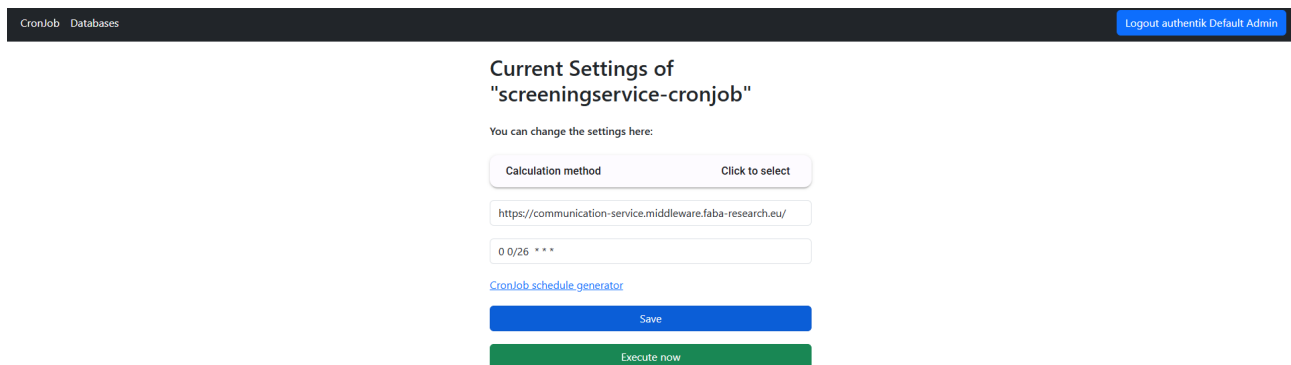 CronJob Databases Logout authentik Default Admin
Current Settings of
"screeningservice-cronjob"
You can change the settings here:
Calculation method Click to select
https://communication-service.middleware.faba-research.eu/
0 0/26 * * *
CronJob schedule generator
Save
Execute now